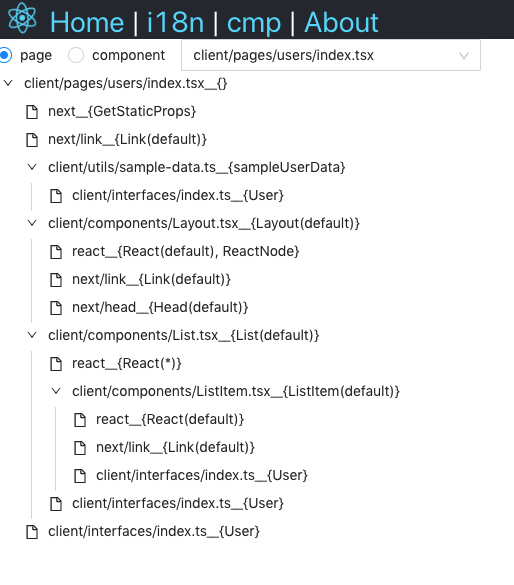 Home | i18n | cmp | About
page component client/pages/users/index.tsx
client/pages/users/index.tsx__{}
next__{GetStaticProps}
next/link__{Link(default)}
client/utils/sample-data.ts__{sampleUserData}
client/interfaces/index.ts__{User}
client/components/Layout.tsx__{Layout(default)}
react__{React(default), ReactNode}
next/link__{Link(default)}
next/head__{Head(default)}
client/components/List.tsx__{List(default)}
react__{React(*)}
client/components/ListItem.tsx__{ListItem(default)}
react__{React(default)}
next/link__{Link(default)}
client/interfaces/index.ts__{User}
client/interfaces/index.ts__{User}
client/interfaces/index.ts__{User}